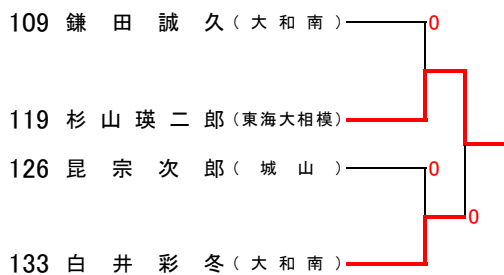 109 鎌田誠久(大和南) 0
119 杉山瑛二郎(東海大相模)
126 昆宗次郎(城山) 0
0
133 白井彩冬(大和南)